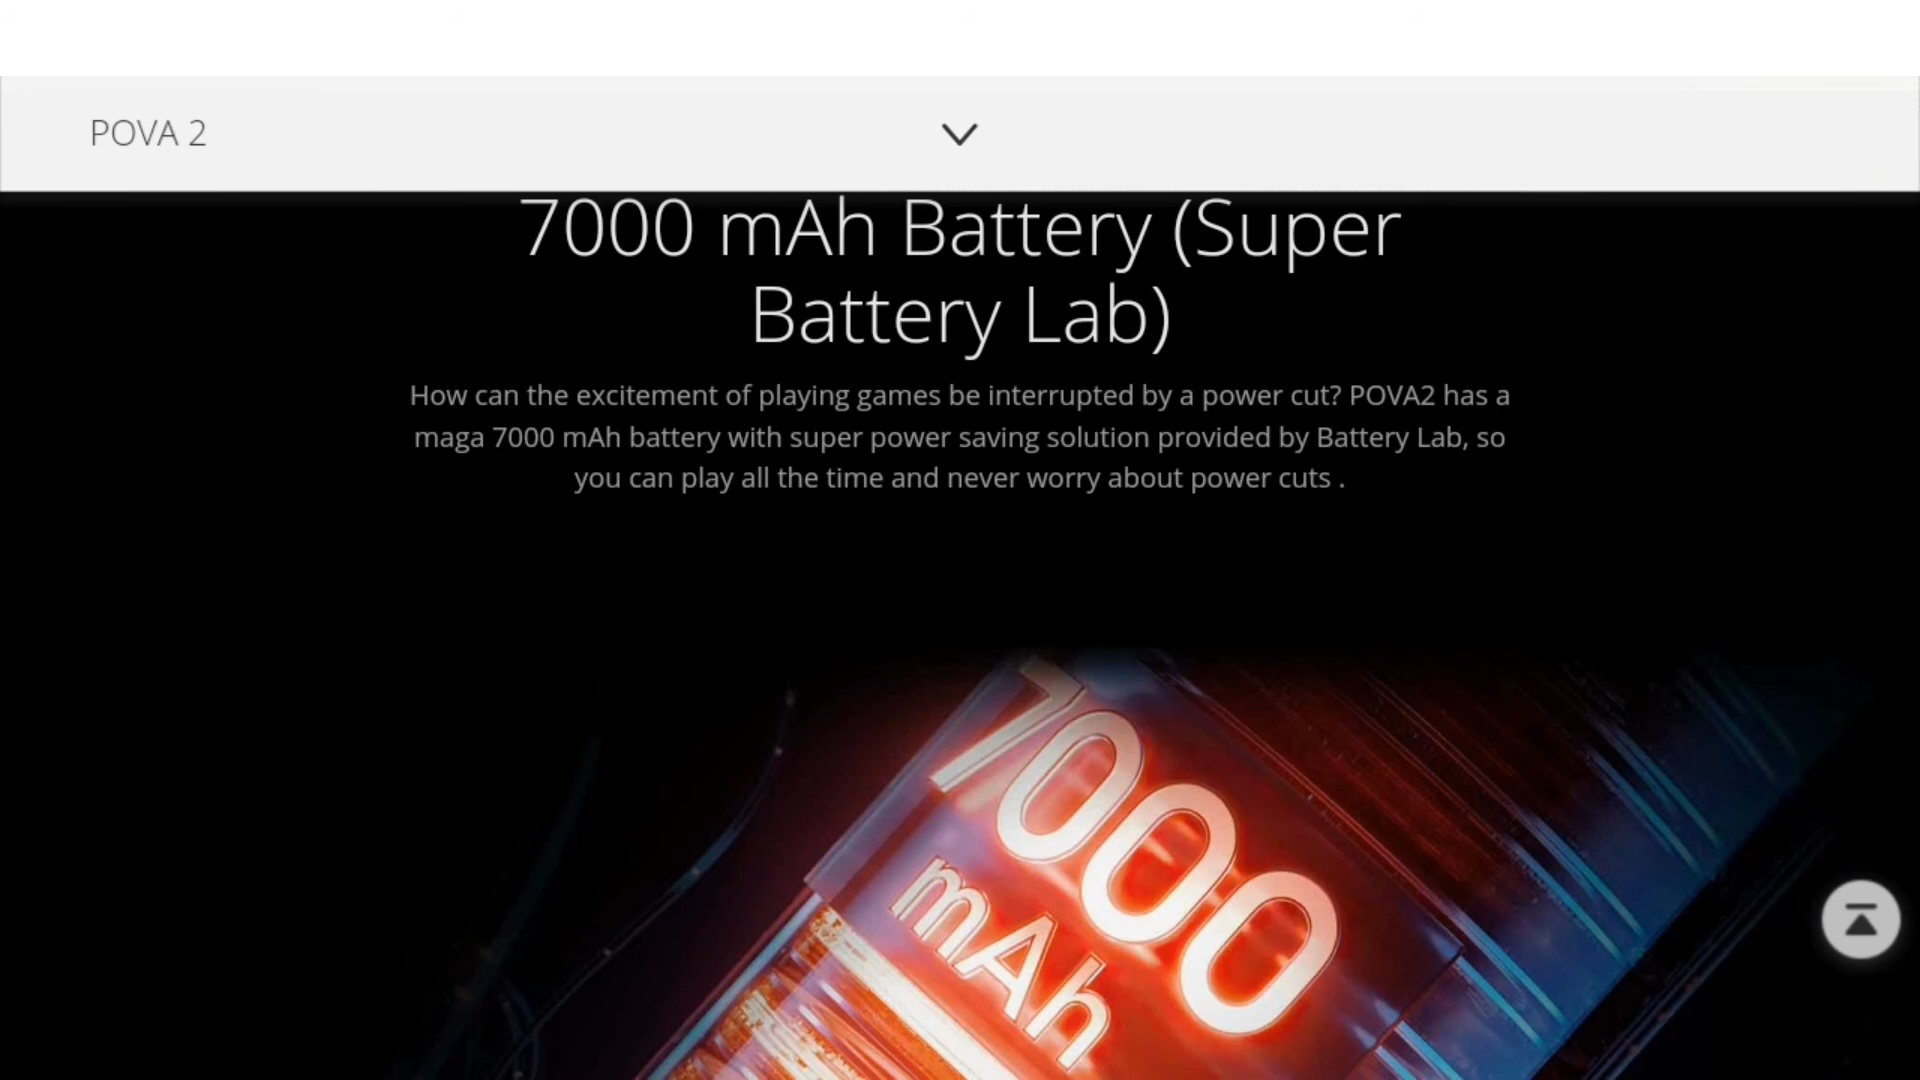 POVA 2
7000 mAh Battery (Super
Battery Lab)
How can the excitement of playing games be interrupted by a power cut? POVA2 has a
maga 7000 mAh battery with super power saving solution provided by Battery Lab, so
you can play all the time and never worry about power cuts .
7000
mAh